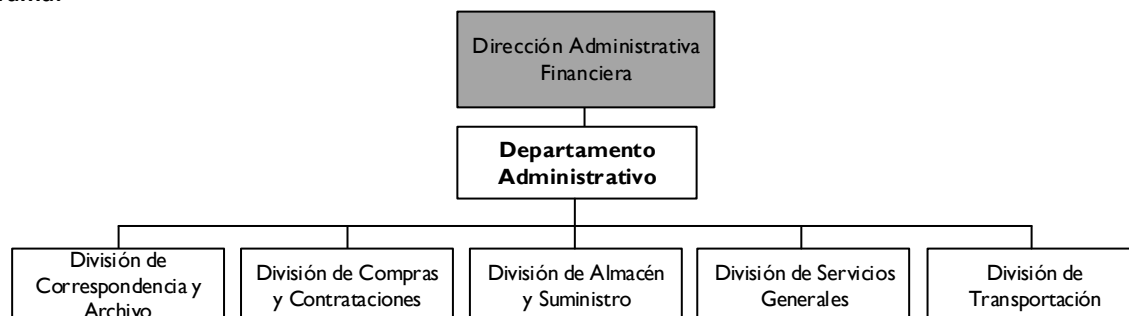 Dirección Administrativa
Financiera
Departamento
Administrativo
División de
Correspondencia y
Archivo
División de Compras
y Contrataciones
División de Almacén
y Suministro
División de Servicios
Generales
División de
Transportación